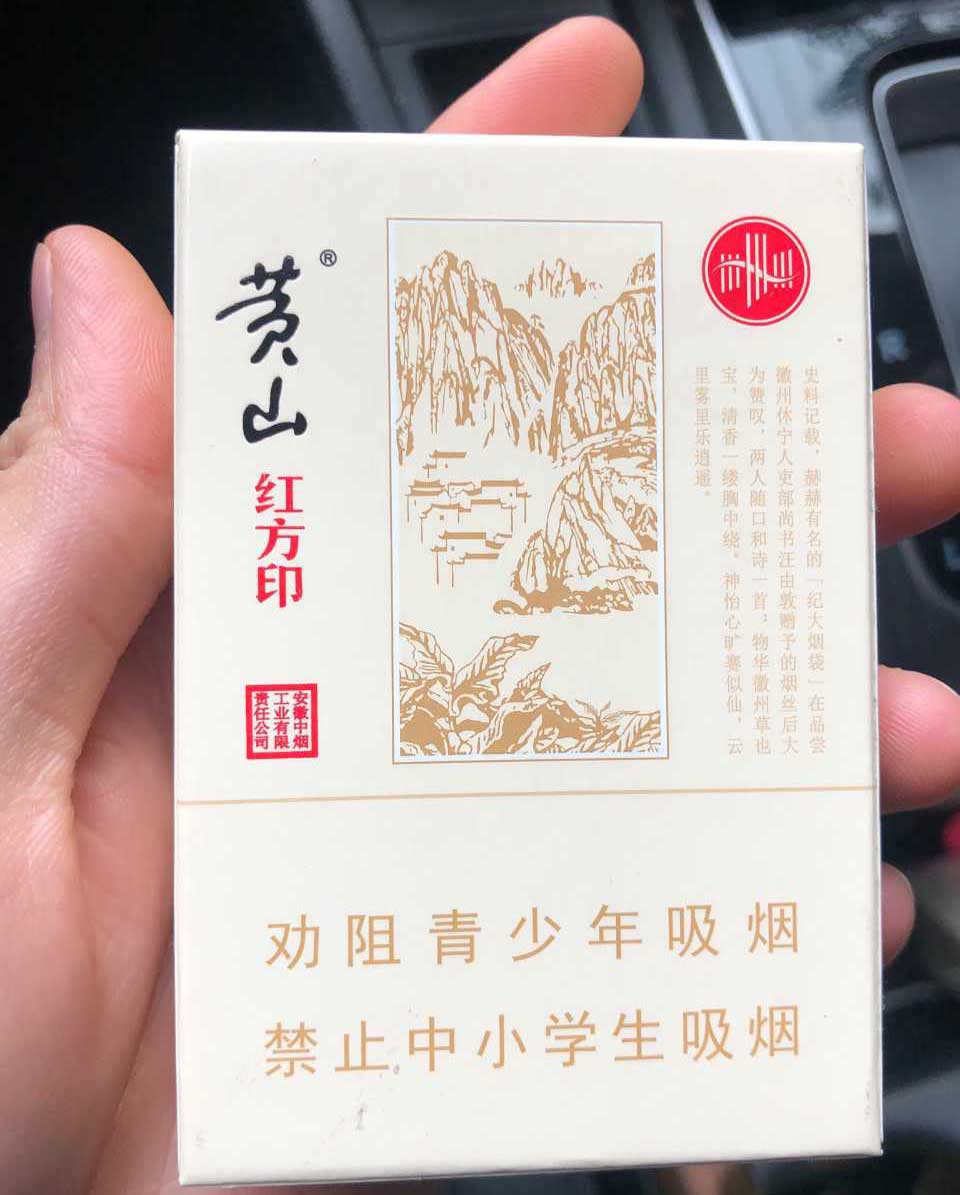 黄山®
红方印
安徽中烟
工业有限
责任公司
史料记载，赫赫有名的「纪大烟袋」在品尝
徽州休宁人吏部尚书汪由敦赠予的烟丝后大
为赞叹，两人随口和诗一首：物华徽州草也
宝，清香一缕胸中绕。神怡心旷赛似仙，云
里雾里乐逍遥。
劝阻青少年吸烟
禁止中小学生吸烟